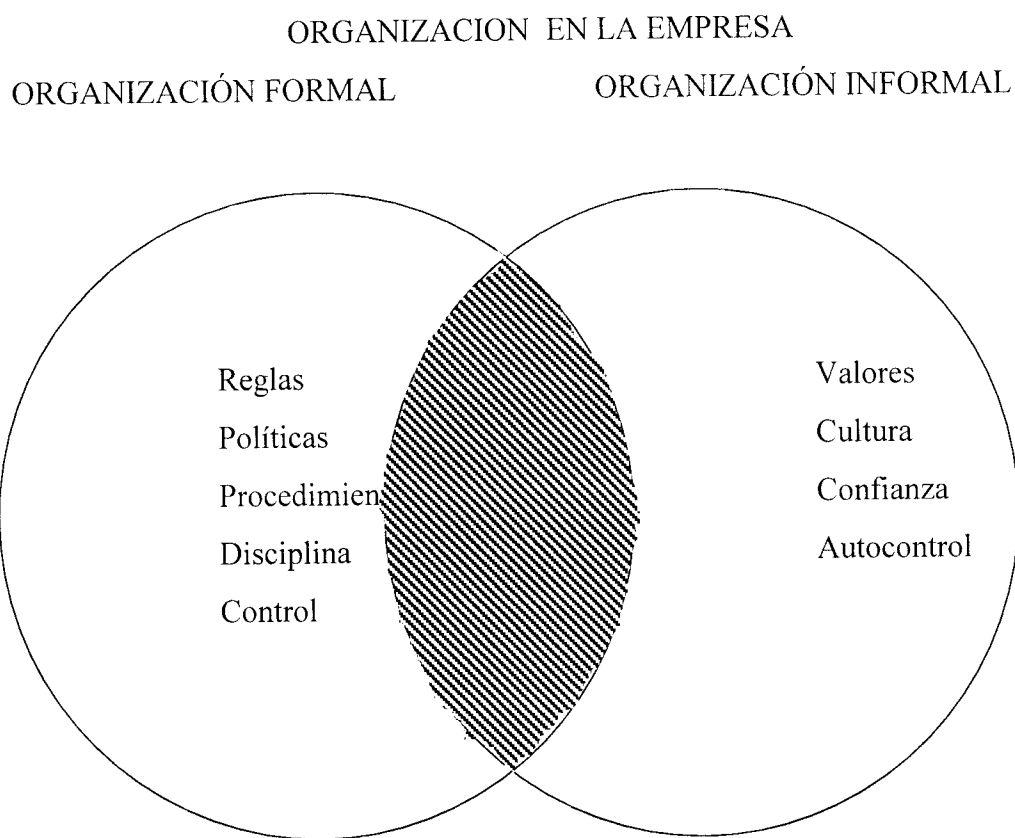 ORGANIZACION EN LA EMPRESA
ORGANIZACIÓN FORMAL
ORGANIZACIÓN INFORMAL
Reglas
Políticas
Procedimien
Disciplina
Control
Valores
Cultura
Confianza
Autocontrol